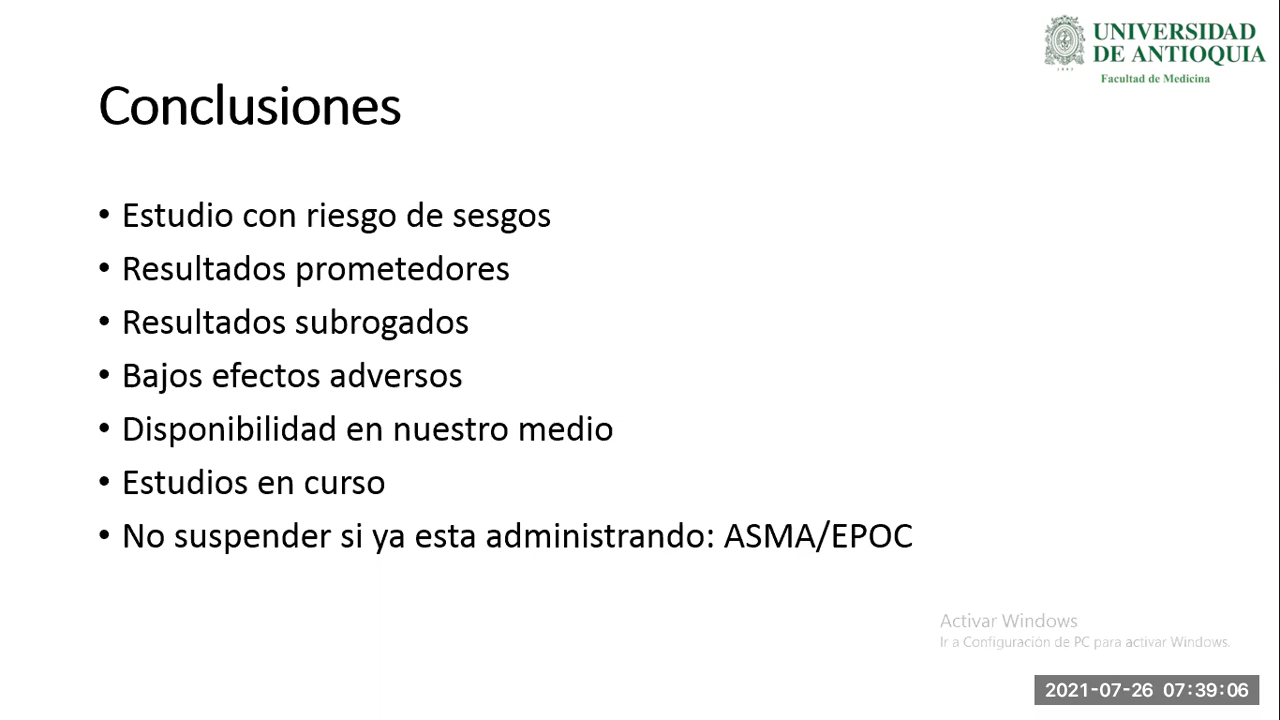 UNIVERSIDAD
DE ANTIOQUIA
Facultad de Medicina
Conclusiones
• Estudio con riesgo de sesgos
• Resultados prometedores
• Resultados subrogados
• Bajos efectos adversos
• Disponibilidad en nuestro medio
• Estudios en curso
• No suspender si ya esta administrando: ASMA/EPOC
Activar Windows
Ir a Configuración de PC para activar Windows.
2021-07-26 07:39:06